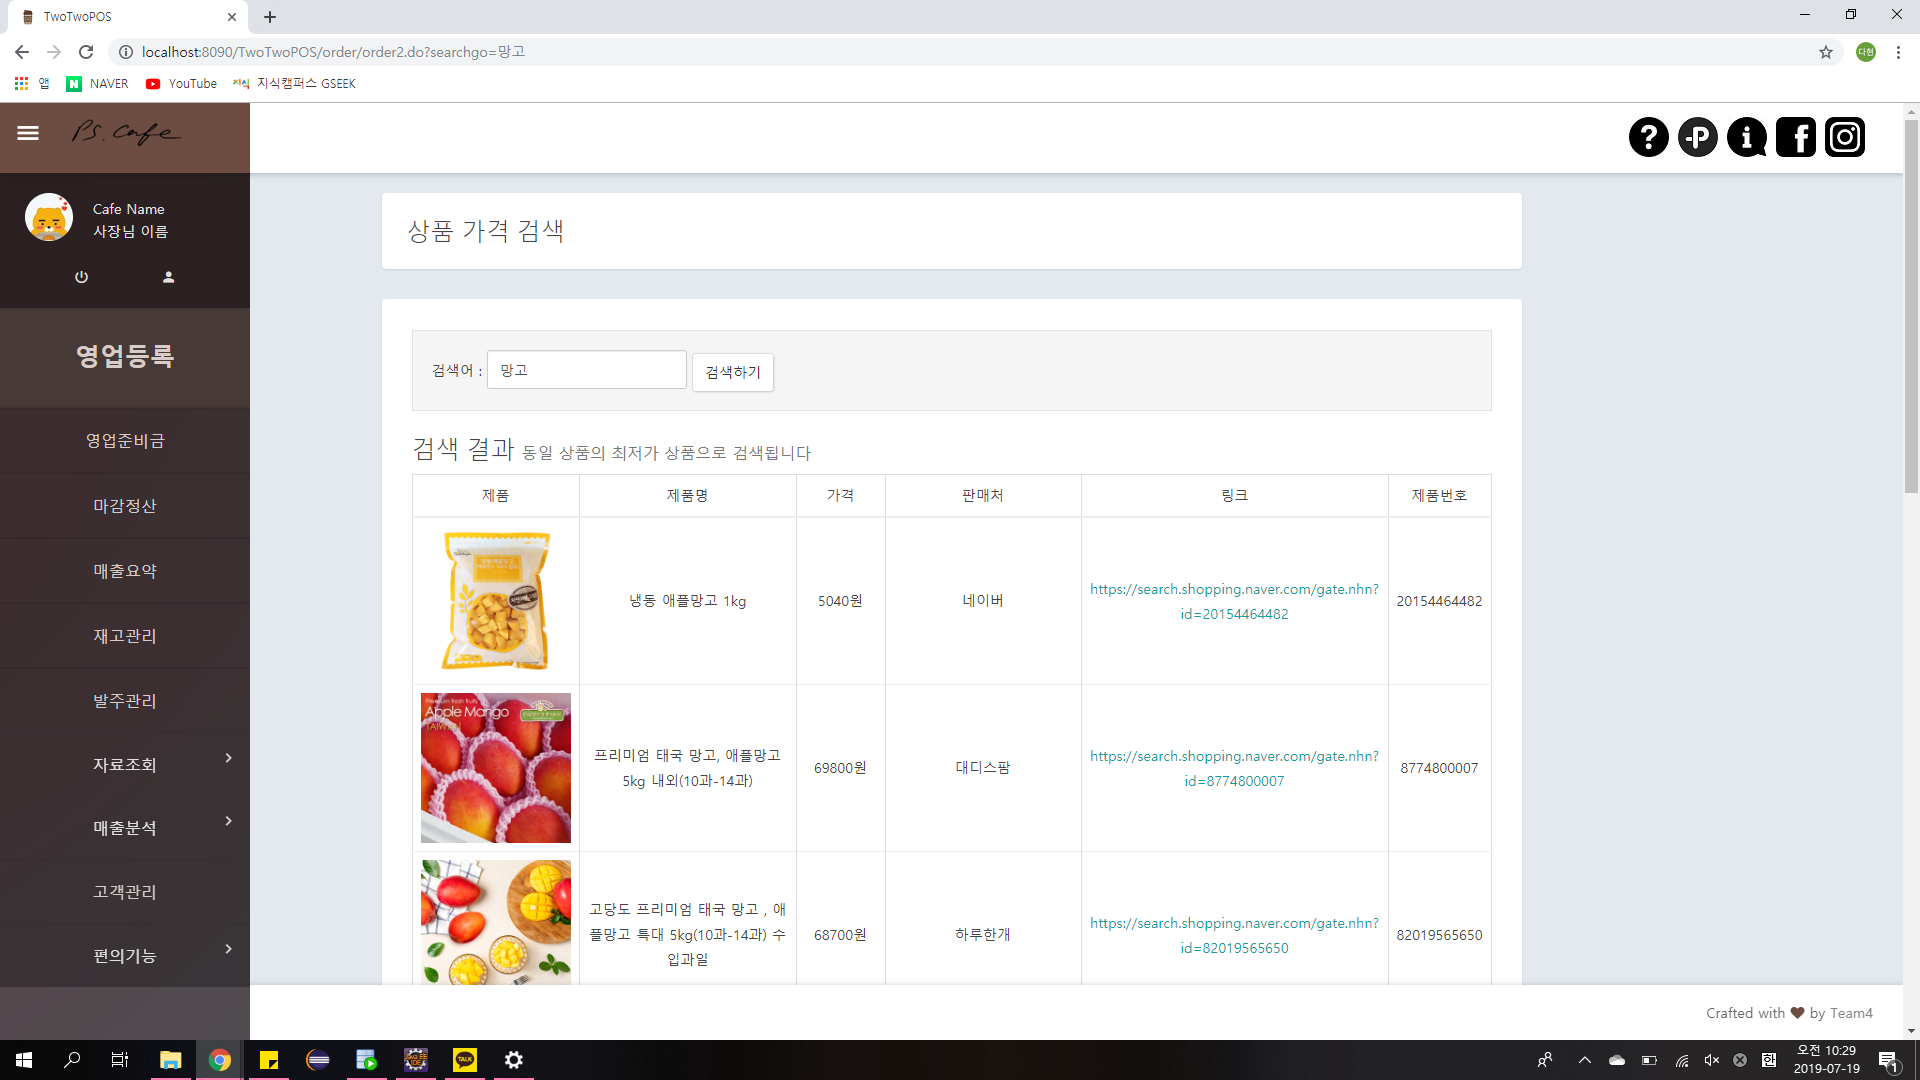 TwoTwoPOS
localhost:8090/TwoTwoPOS/order/order2.do?searchgo=망고
다현
앱 NAVER YouTube 지식캠퍼스 GSEEK
P.S. Cafe
Cafe Name
사장님 이름
영업등록
영업준비금
마감정산
매출요약
재고관리
발주관리
자료조회
매출분석
고객관리
편의기능
상품 가격 검색
검색어 : 망고 검색하기
검색 결과 동일 상품의 최저가 상품으로 검색됩니다
제품 제품명 가격 판매처 링크 제품번호
냉동 애플망고 1kg 5040원 네이버 https://search.shopping.naver.com/gate.nhn?
id=20154464482 20154464482
Premium fresh fruits
Apple Mango
TAIWAN
프리미엄 태국 망고, 애플망고
5kg 내외(10과-14과) 69800원 대디스팜 https://search.shopping.naver.com/gate.nhn?
id=8774800007 8774800007
고당도 프리미엄 태국 망고 , 애
플망고 특대 5kg(10과-14과) 수
입과일 68700원 하루한개 https://search.shopping.naver.com/gate.nhn?
id=82019565650 82019565650
Crafted with by Team4
TALK
한
오전 10:29
2019-07-19
1